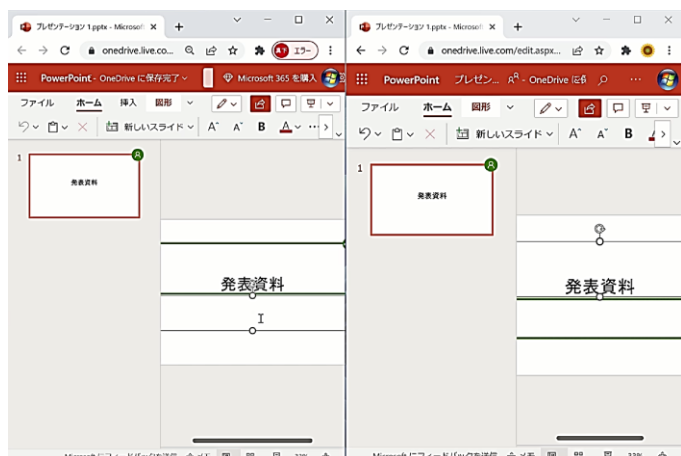 プレゼンテーション 1.pptx - Microsoft
onedrive.live.co...
エラー
PowerPoint - OneDrive に保存完了
Microsoft 365 を購入
ファイル ホーム 挿入 図形
新しいスライド A^ A˅ B A ...
1
発表資料
発表資料
プレゼンテーション 1.pptx - Microsoft
onedrive.live.com/edit.aspx...
PowerPoint プレゼン...
- OneDrive に保
ファイル ホーム 図形
新しいスライド A^ A˅ B
1
発表資料
発表資料